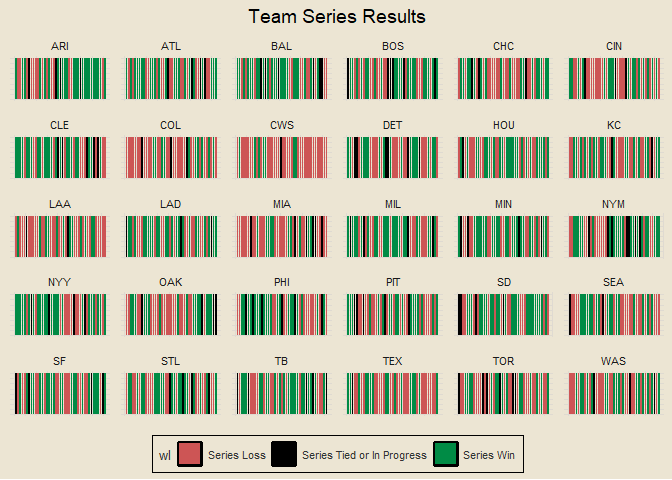 Team Series Results
ARI ATL BAL BOS CHC CIN
CLE COL CWS DET HOU KC
LAA LAD MIA MIL MIN NYM
NYY OAK PHI PIT SD SEA
SF STL TB TEX TOR WAS
wl Series Loss Series Tied or In Progress Series Win